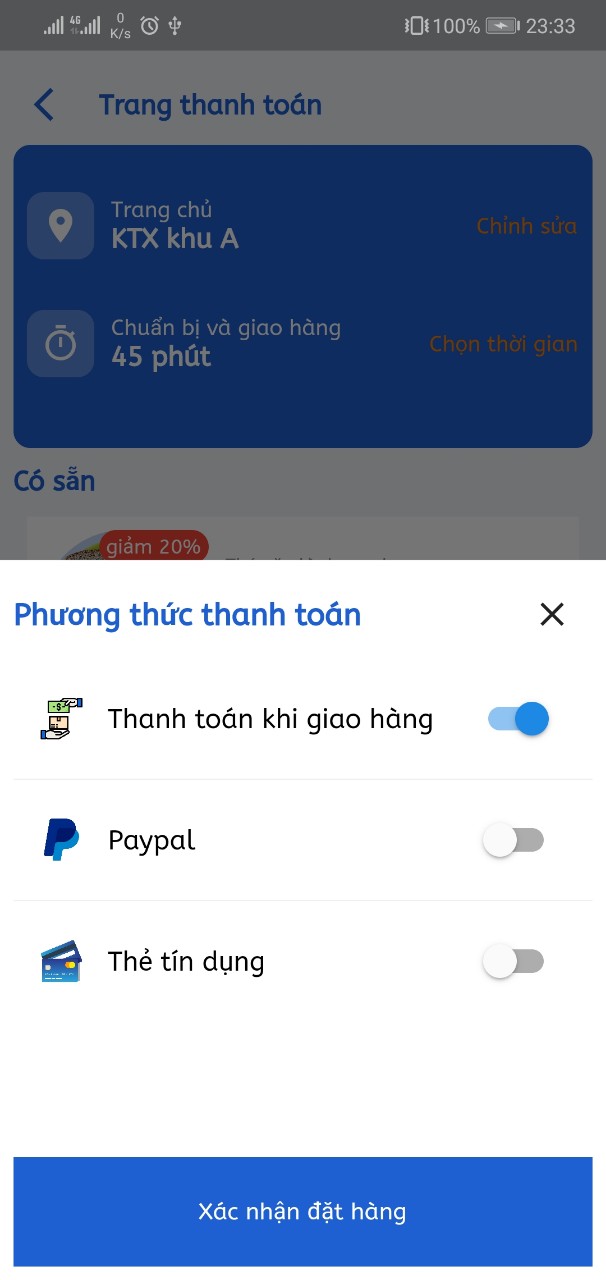 4G
0
K/s
100%
23:33
Trang thanh toán
Trang chủ
KTX khu A
Chỉnh sửa
Chuẩn bị và giao hàng
45 phút
Chọn thời gian
Có sẵn
giảm 20%
Phương thức thanh toán
Thanh toán khi giao hàng
Paypal
Thẻ tín dụng
Xác nhận đặt hàng